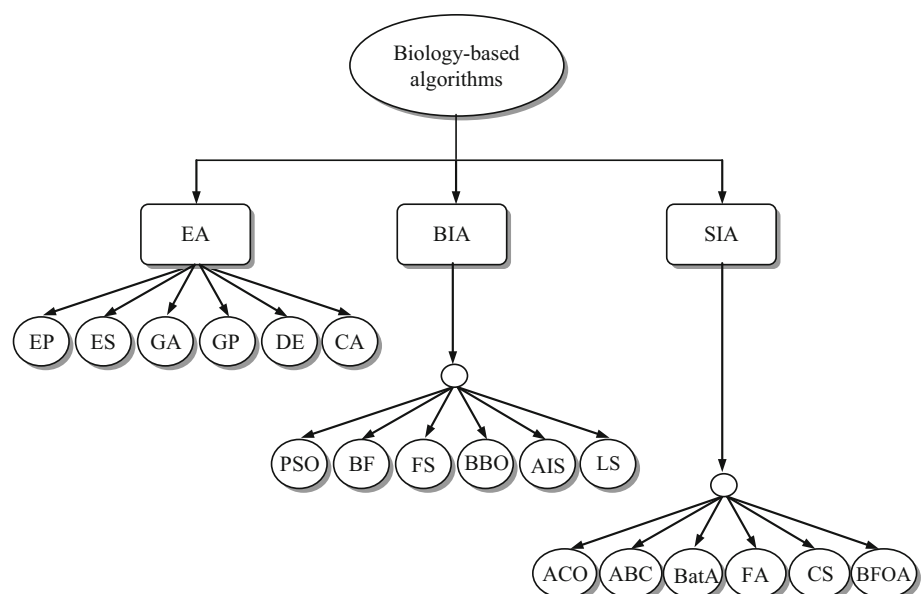 Biology-based
algorithms
EA
BIA
SIA
EP
ES
GA
GP
DE
CA
PSO
BF
FS
BBO
AIS
LS
ACO
ABC
BatA
FA
CS
BFOA